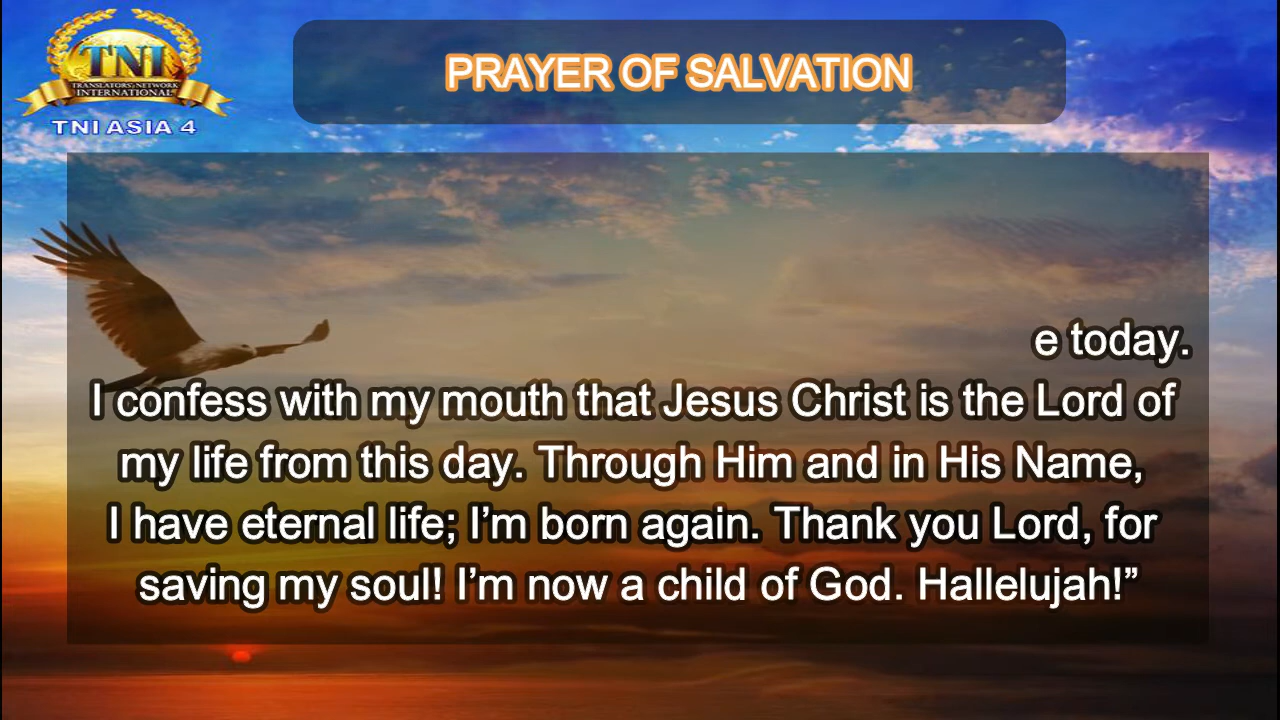 TNI
TRANSLATORS' NETWORK
INTERNATIONAL
TNI ASIA 4
PRAYER OF SALVATION
e today.
I confess with my mouth that Jesus Christ is the Lord of
my life from this day. Through Him and in His Name,
I have eternal life; I’m born again. Thank you Lord, for
saving my soul! I’m now a child of God. Hallelujah!”